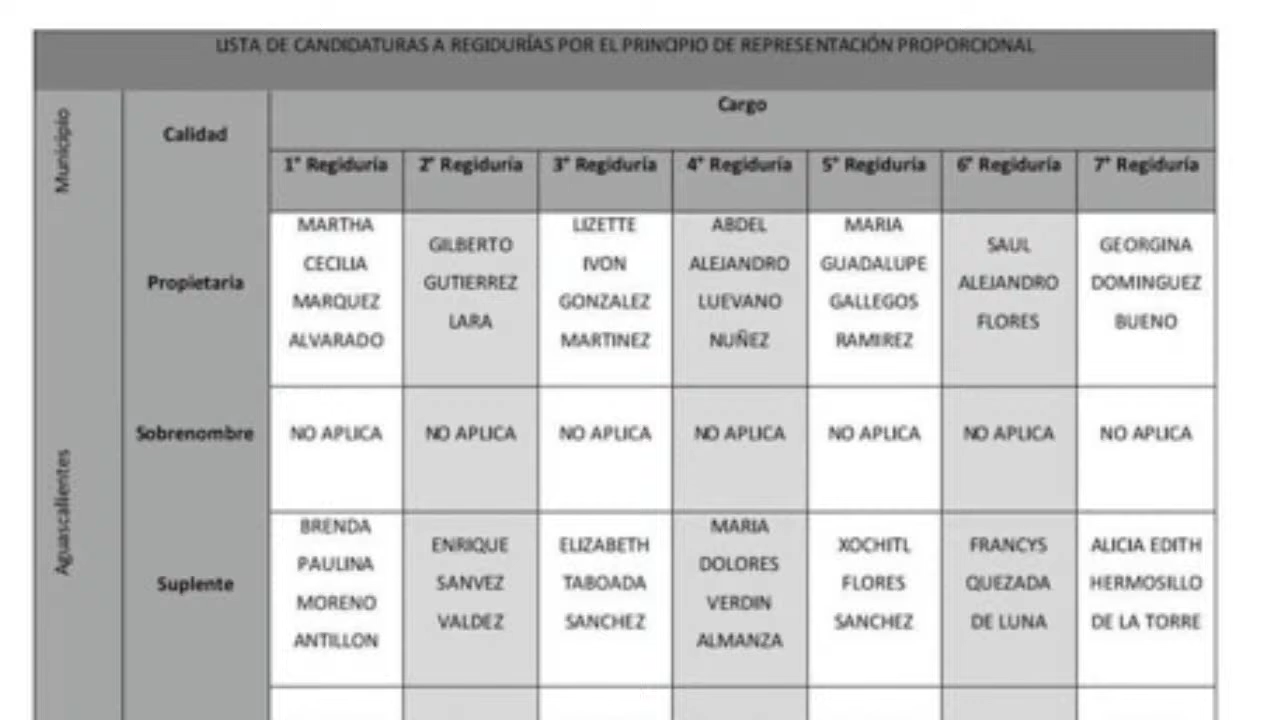 LISTA DE CANDIDATURAS A REGIDURÍAS POR EL PRINCIPIO DE REPRESENTACIÓN PROPORCIONAL
Municipio
Calidad
Cargo
1° Regiduría
2° Regiduría
3° Regiduría
4° Regiduría
5° Regiduría
6° Regiduría
7° Regiduría
Aguascalientes
Propietaria
MARTHA
CECILIA
MARQUEZ
ALVARADO
GILBERTO
GUTIERREZ
LARA
LIZETTE
IVON
GONZALEZ
MARTINEZ
ABDEL
ALEJANDRO
LUEVANO
NUÑEZ
MARIA
GUADALUPE
GALLEGOS
RAMIREZ
SAUL
ALEJANDRO
FLORES
GEORGINA
DOMINGUEZ
BUENO
Sobrenombre
NO APLICA
NO APLICA
NO APLICA
NO APLICA
NO APLICA
NO APLICA
NO APLICA
Suplente
BRENDA
PAULINA
MORENO
ANTILLON
ENRIQUE
SANVEZ
VALDEZ
ELIZABETH
TABOADA
SANCHEZ
MARIA
DOLORES
VERDIN
ALMANZA
XOCHITL
FLORES
SANCHEZ
FRANCYS
QUEZADA
DE LUNA
ALICIA EDITH
HERMOSILLO
DE LA TORRE